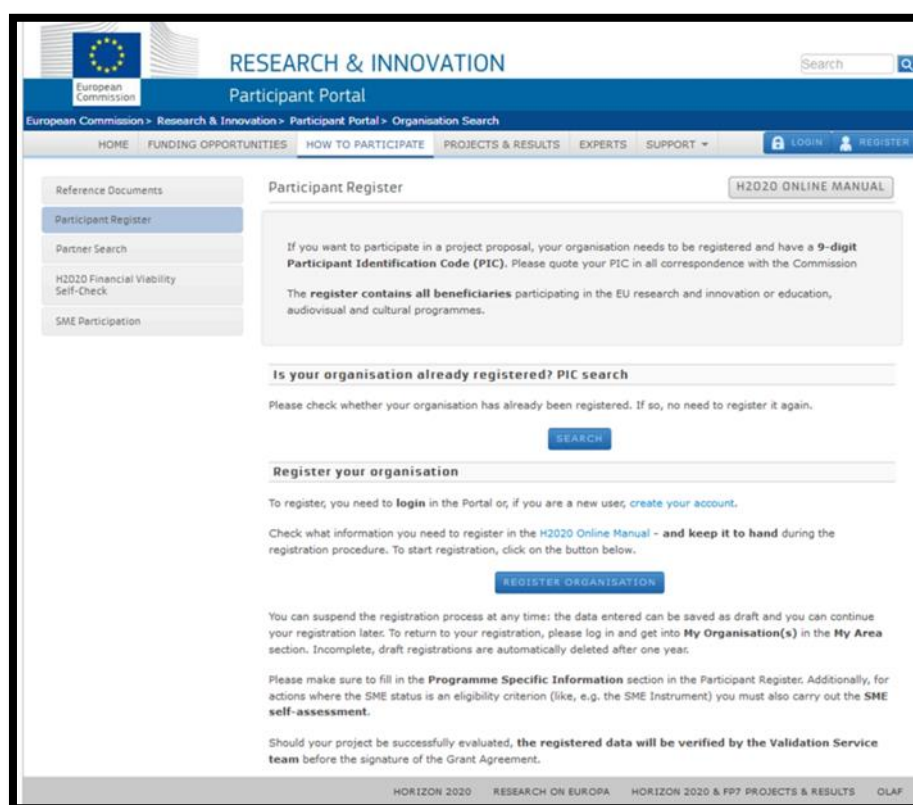 RESEARCH & INNOVATION
Search
European
Commission
Participant Portal
European Commission > Research & Innovation > Participant Portal > Organisation Search
HOME FUNDING OPPORTUNITIES HOW TO PARTICIPATE PROJECTS & RESULTS EXPERTS SUPPORT LOGIN REGISTER
Reference Documents
Participant Register
Partner Search
H2020 Financial Viability
Self-Check
SME Participation
Participant Register
H2020 ONLINE MANUAL
If you want to participate in a project proposal, your organisation needs to be registered and have a 9-digit
Participant Identification Code (PIC). Please quote your PIC in all correspondence with the Commission
The register contains all beneficiaries participating in the EU research and innovation or education,
audiovisual and cultural programmes.
Is your organisation already registered? PIC search
Please check whether your organisation has already been registered. If so, no need to register it again.
SEARCH
Register your organisation
To register, you need to login in the Portal or, if you are a new user, create your account.
Check what information you need to register in the H2020 Online Manual - and keep it to hand during the
registration procedure. To start registration, click on the button below.
REGISTER ORGANISATION
You can suspend the registration process at any time: the data entered can be saved as draft and you can continue
your registration later. To return to your registration, please log in and get into My Organisation(s) in the My Area
section. Incomplete, draft registrations are automatically deleted after one year.
Please make sure to fill in the Programme Specific Information section in the Participant Register. Additionally, for
actions where the SME status is an eligibility criterion (like, e.g. the SME Instrument) you must also carry out the SME
self-assessment.
Should your project be successfully evaluated, the registered data will be verified by the Validation Service
team before the signature of the Grant Agreement.
HORIZON 2020 RESEARCH ON EUROPA HORIZON 2020 & FP7 PROJECTS & RESULTS OLAF